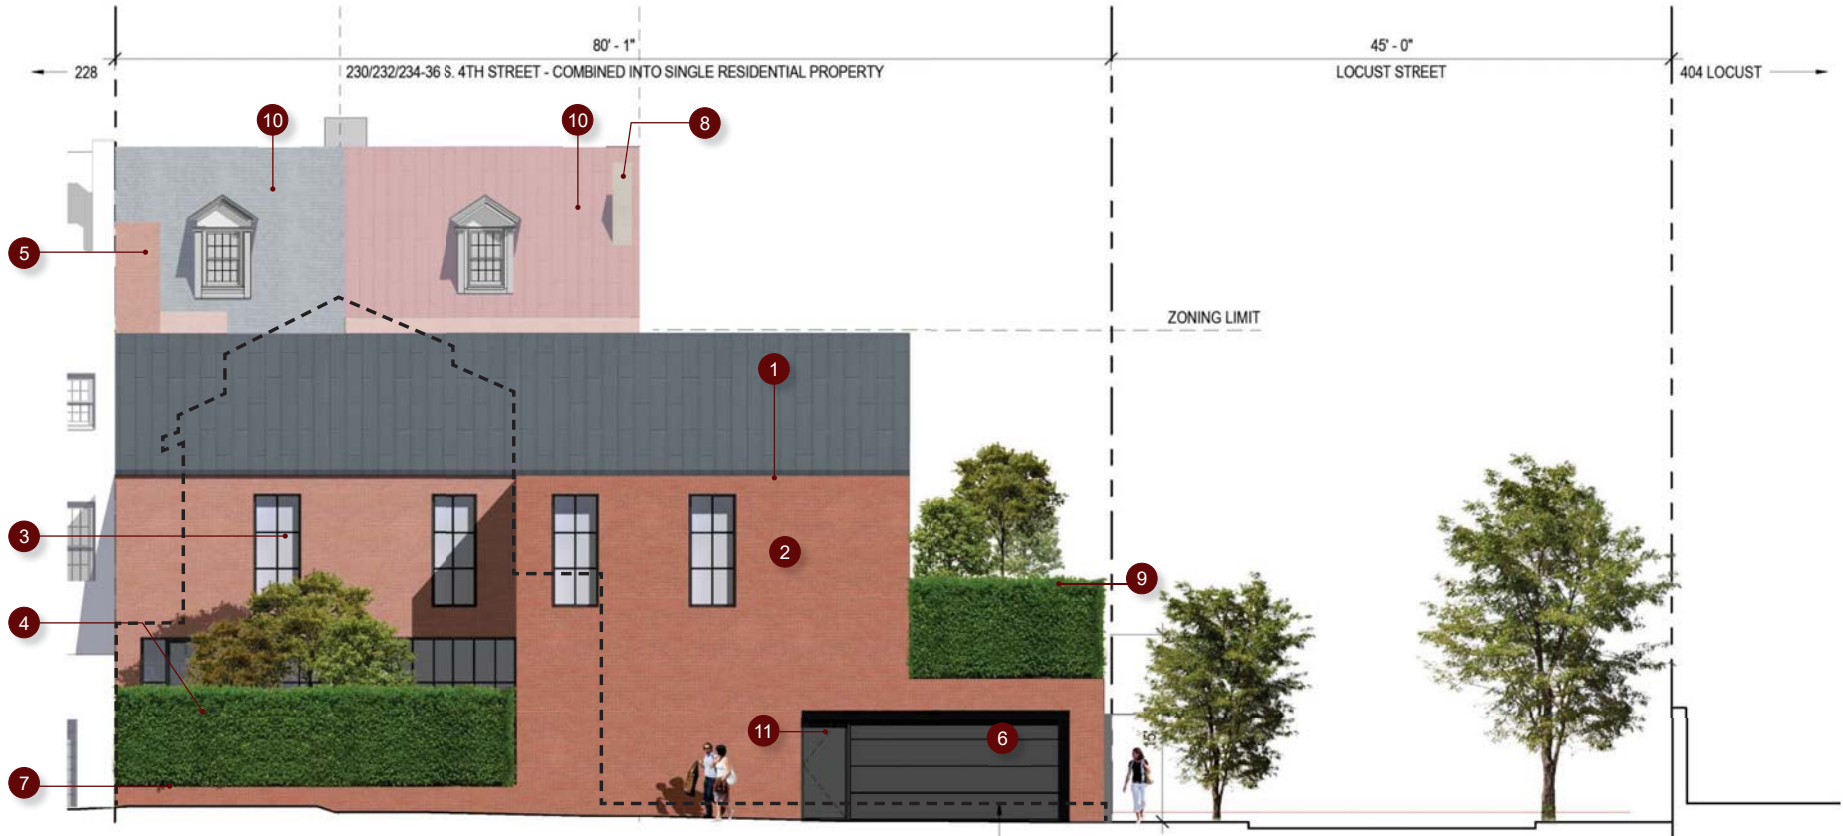 80' - 1"
45' - 0"
228
230/232/234-36 S. 4TH STREET - COMBINED INTO SINGLE RESIDENTIAL PROPERTY
LOCUST STREET
404 LOCUST
10
10
8
5
ZONING LIMIT
1
3
2
9
4
11
6
7